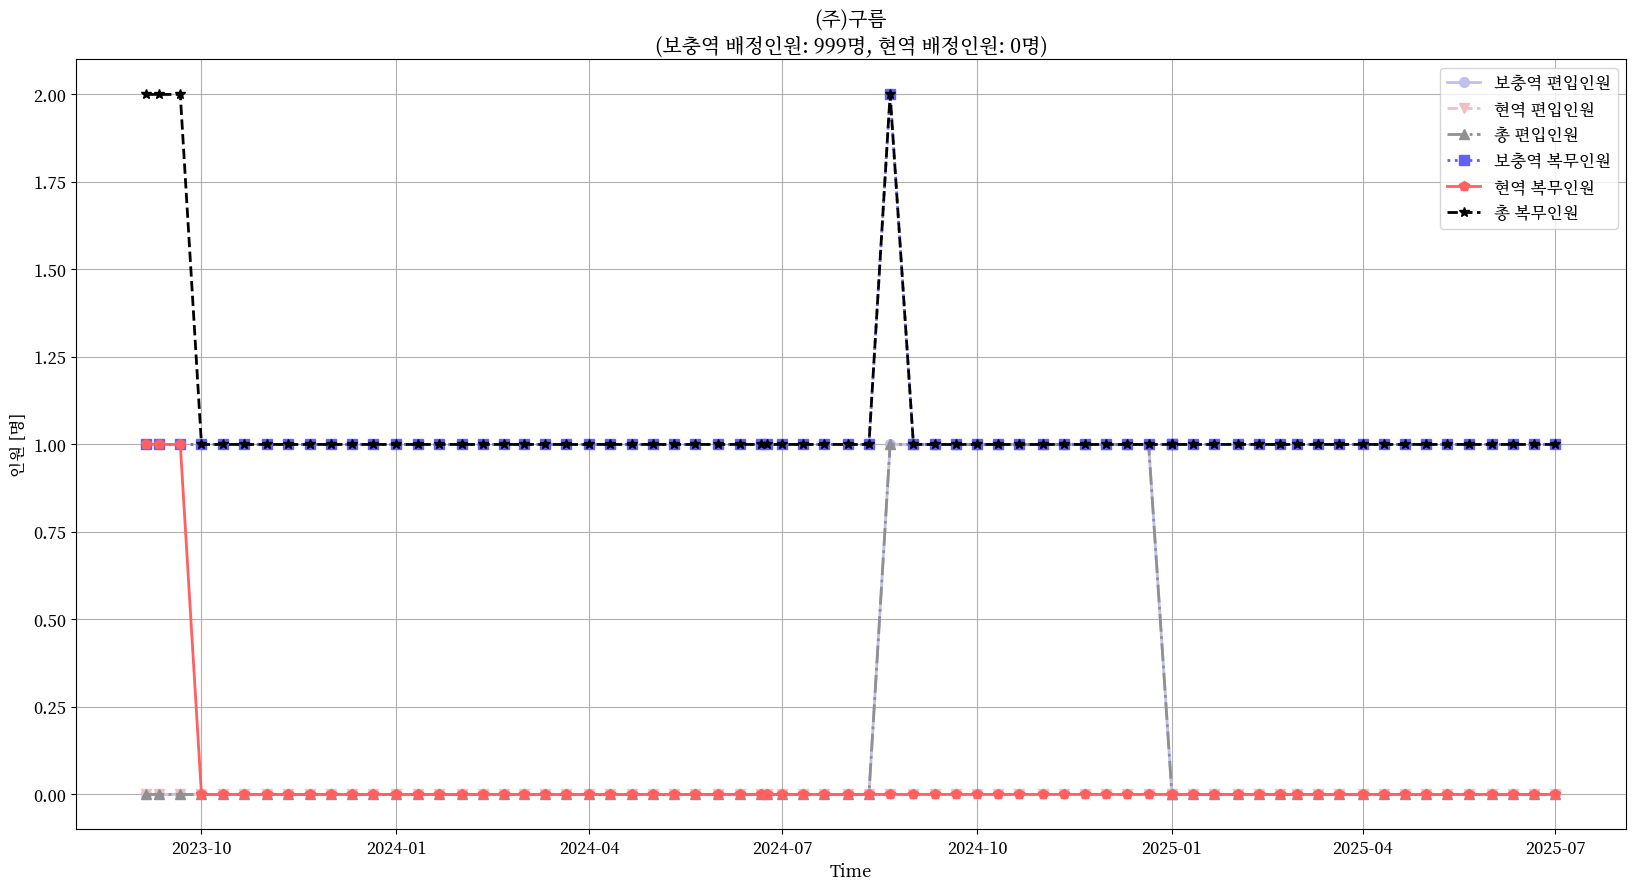 (주)구름
(보충역 배정인원: 999명, 현역 배정인원: 0명)
보충역 편입인원
현역 편입인원
총 편입인원
보충역 복무인원
현역 복무인원
총 복무인원
인원 [명]
2.00
1.75
1.50
1.25
1.00
0.75
0.50
0.25
0.00
2023-10
2024-01
2024-04
2024-07
2024-10
2025-01
2025-04
2025-07
Time